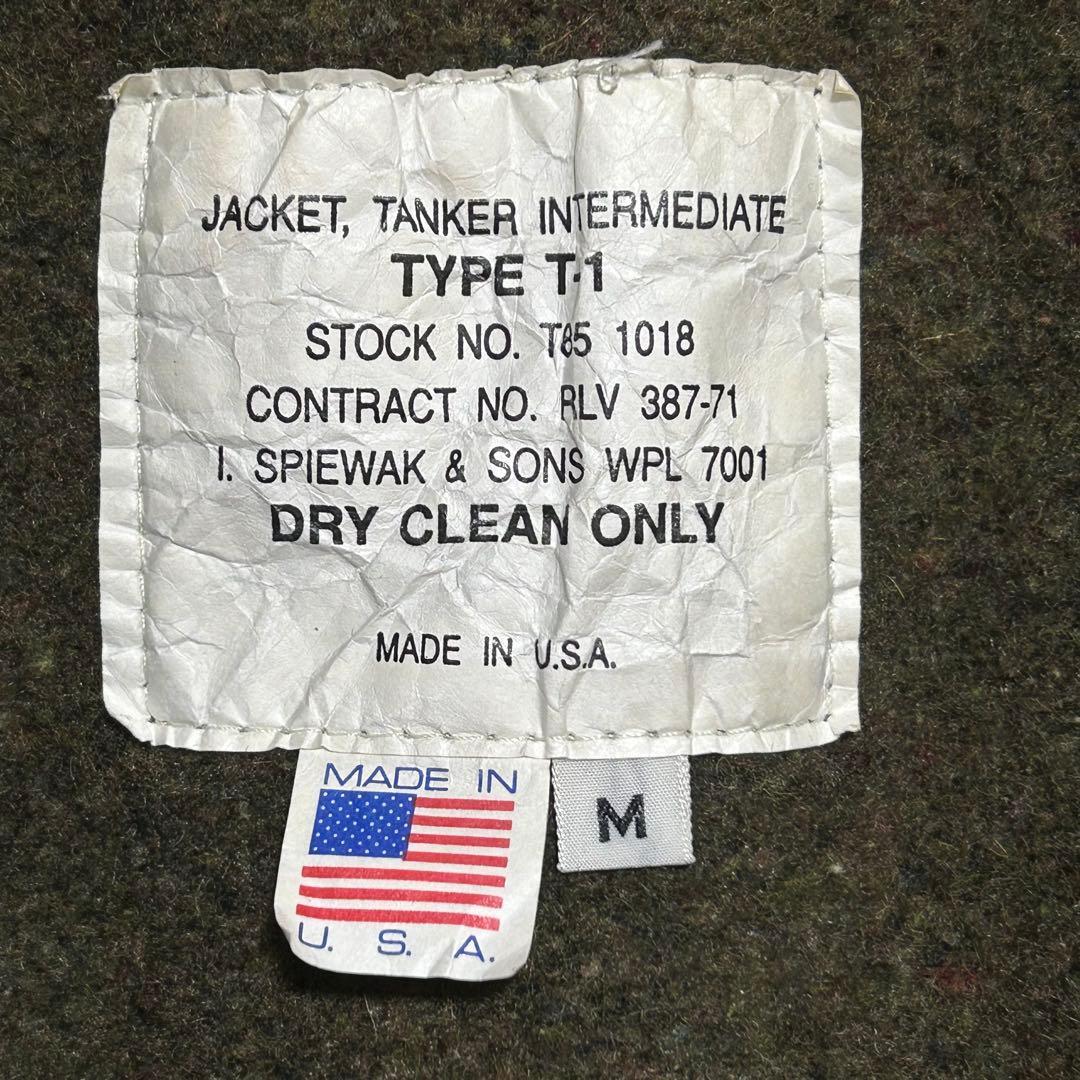 JACKET, TANKER INTERMEDIATE
TYPE T-1
STOCK NO. T85 1018
CONTRACT NO. RLV 387-71
I. SPIEWAK & SONS WPL 7001
DRY CLEAN ONLY
MADE IN U.S.A.
MADE IN
U. S. A.
M